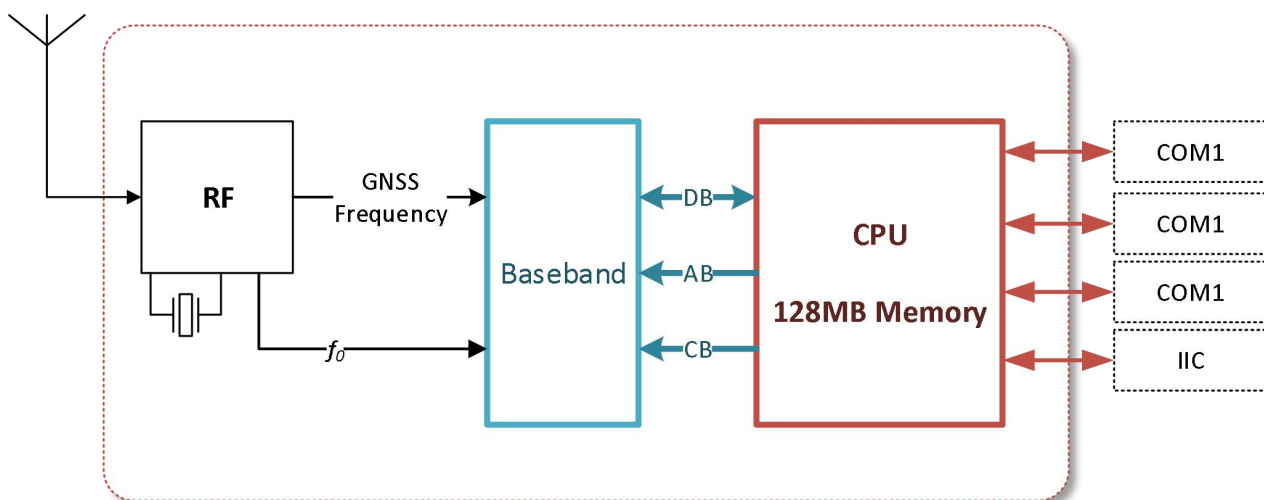 RF
GNSS
Frequency
f0
Baseband
DB
AB
CB
CPU
128MB Memory
COM1
COM1
COM1
IIC